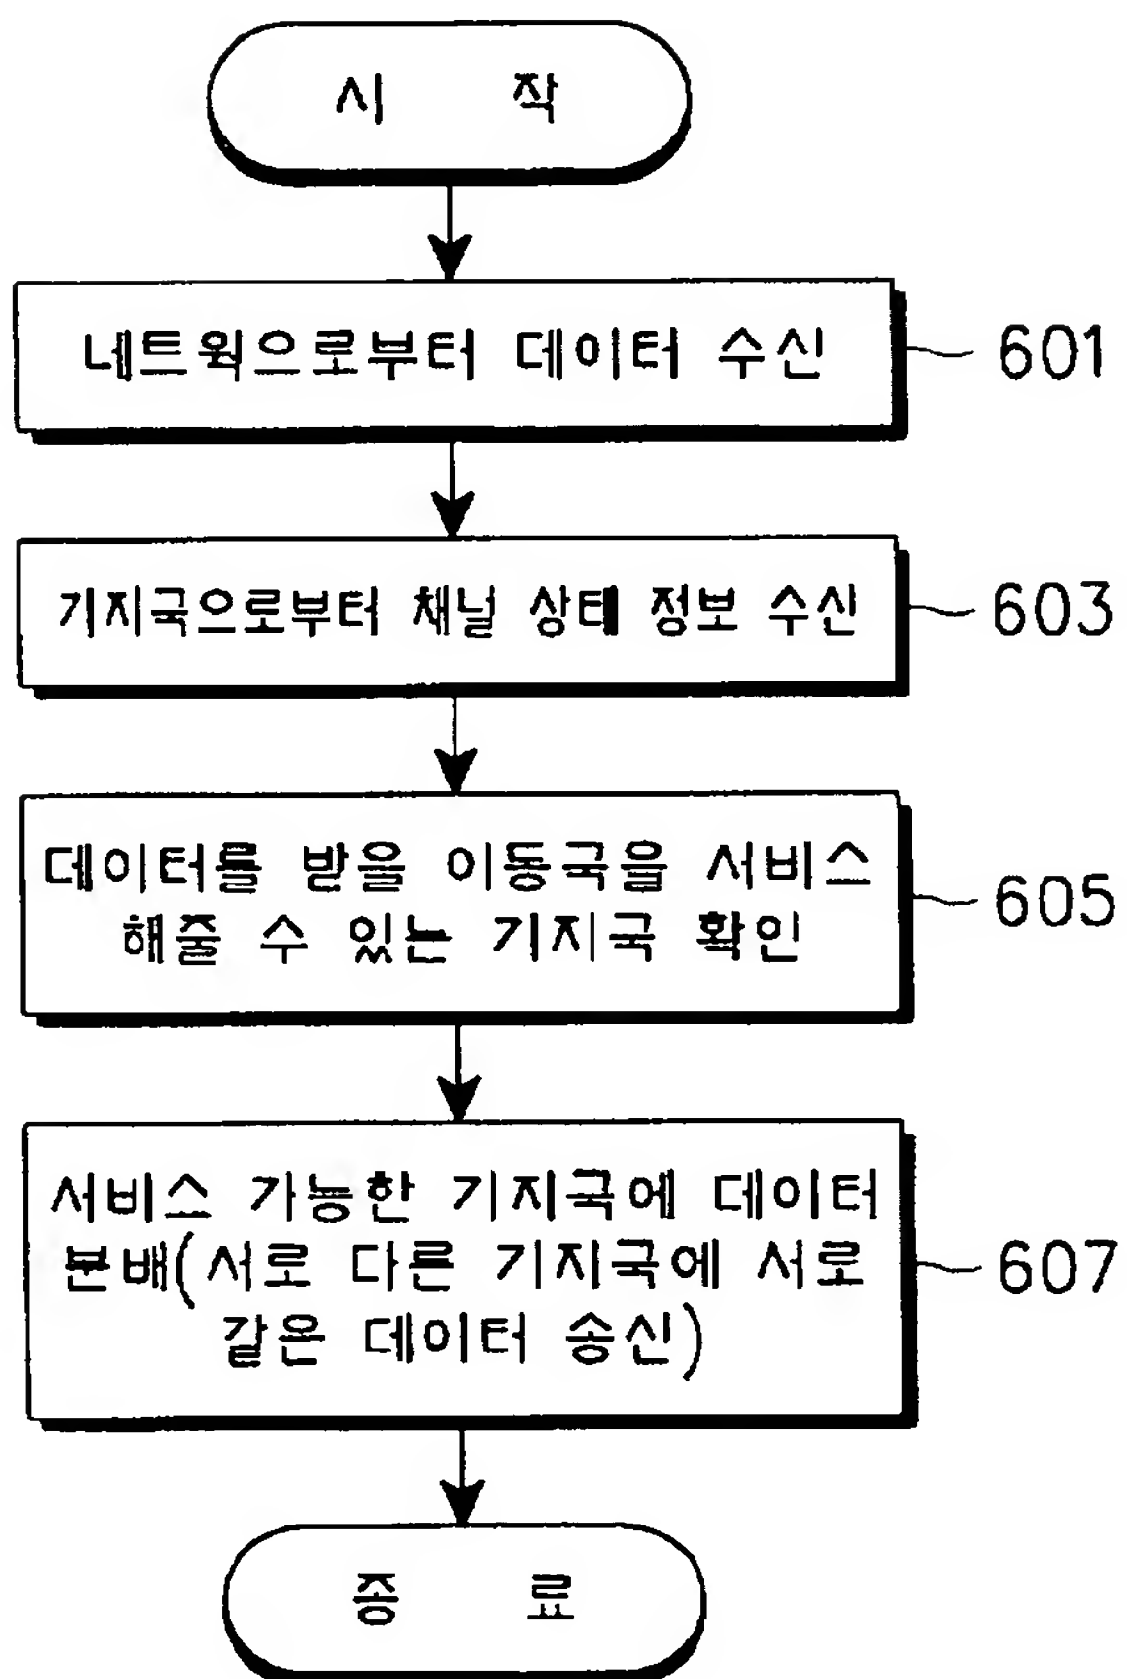 시 작
네트웍으로부터 데이터 수신
601
기지국으로부터 채널 상태 정보 수신
603
데이터를 받을 이동국을 서비스
해줄 수 있는 기지국 확인
605
서비스 가능한 기지국에 데이터
분배(서로 다른 기지국에 서로
같은 데이터 송신)
607
종 료